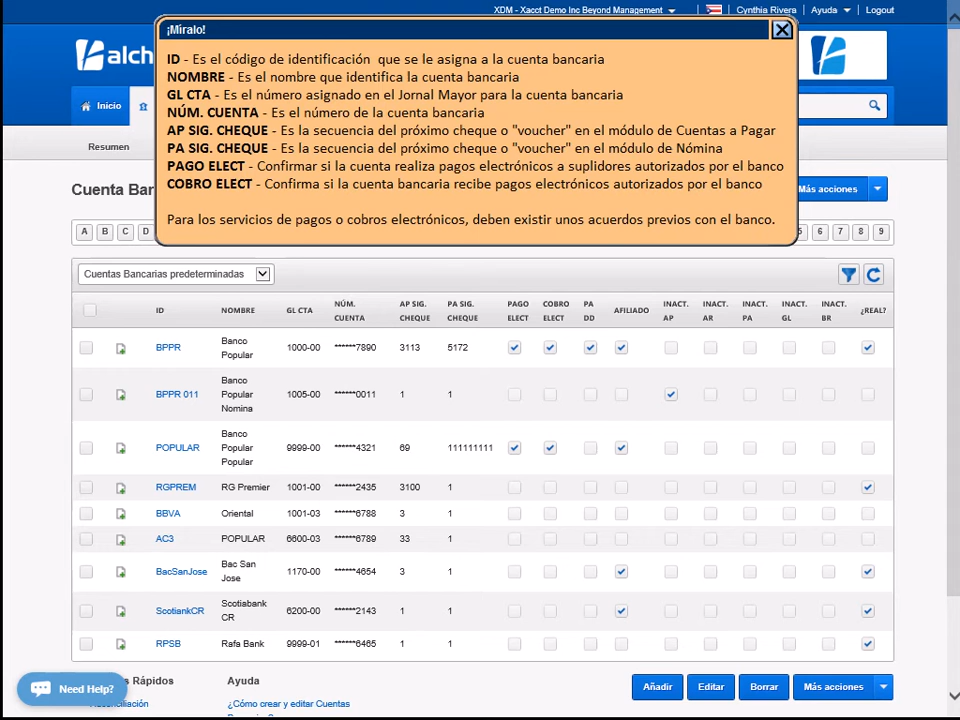 XDM - Xacct Demo Inc Beyond Management
Cynthia Rivera
Ayuda
Logout
alch
¡Míralo!
ID - Es el código de identificación que se le asigna a la cuenta bancaria
NOMBRE - Es el nombre que identifica la cuenta bancaria
GL CTA - Es el número asignado en el Jornal Mayor para la cuenta bancaria
NÚM. CUENTA - Es el número de la cuenta bancaria
AP SIG. CHEQUE - Es la secuencia del próximo cheque o "voucher" en el módulo de Cuentas a Pagar
PA SIG. CHEQUE - Es la secuencia del próximo cheque o "voucher" en el módulo de Nómina
PAGO ELECT - Confirmar si la cuenta realiza pagos electrónicos a suplidores autorizados por el banco
COBRO ELECT - Confirma si la cuenta bancaria recibe pagos electrónicos autorizados por el banco
Para los servicios de pagos o cobros electrónicos, deben existir unos acuerdos previos con el banco.
Inicio
Resumen
Cuenta Ban
Más acciones
A B C D 5 6 7 8 9
Cuentas Bancarias predeterminadas
ID NOMBRE GL CTA NÚM. CUENTA AP SIG. CHEQUE PA SIG. CHEQUE PAGO ELECT COBRO ELECT PA DD AFILIADO INACT. AP INACT. AR INACT. PA INACT. GL INACT. BR ¿REAL?
BPPR Banco Popular 1000-00 ******7890 3113 5172
BPPR 011 Banco Popular Nomina 1005-00 ******0011 1 1
POPULAR Banco Popular Popular 9999-00 ******4321 69 111111111
RGPREM RG Premier 1001-00 ******2435 3100 1
BBVA Oriental 1001-03 ******6788 3 1
AC3 POPULAR 6600-03 ******6789 33 1
BacSanJose Bac San Jose 1170-00 ******4654 3 1
ScotiankCR Scotiabank CR 6200-00 ******2143 1 1
RPSB Rafa Bank 9999-01 ******6465 1 1
Need Help?
s Rápidos
Ayuda
¿Cómo crear y editar Cuentas
Añadir
Editar
Borrar
Más acciones